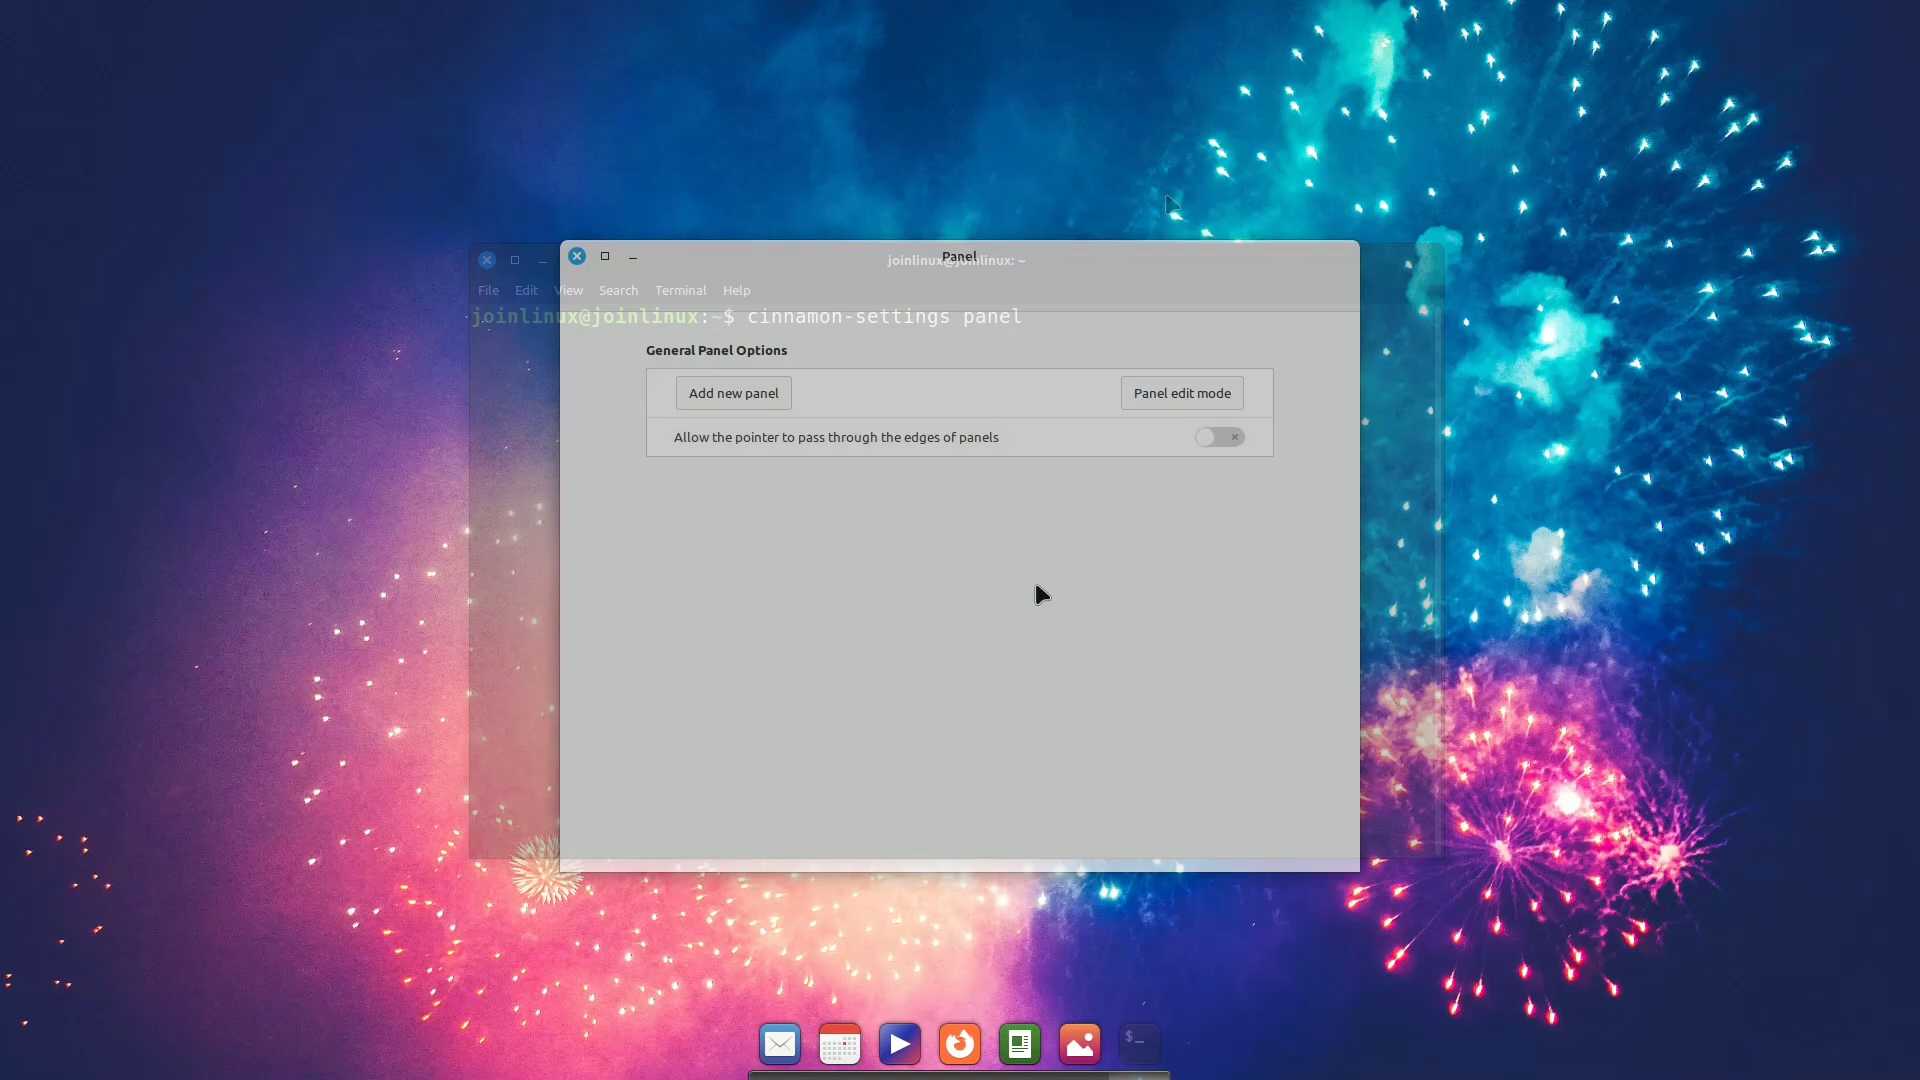 Panel
joinlinux@joinlinux: ~
File Edit View Search Terminal Help
joinlinux@joinlinux:~$ cinnamon-settings panel
General Panel Options
Add new panel Panel edit mode
Allow the pointer to pass through the edges of panels
$_